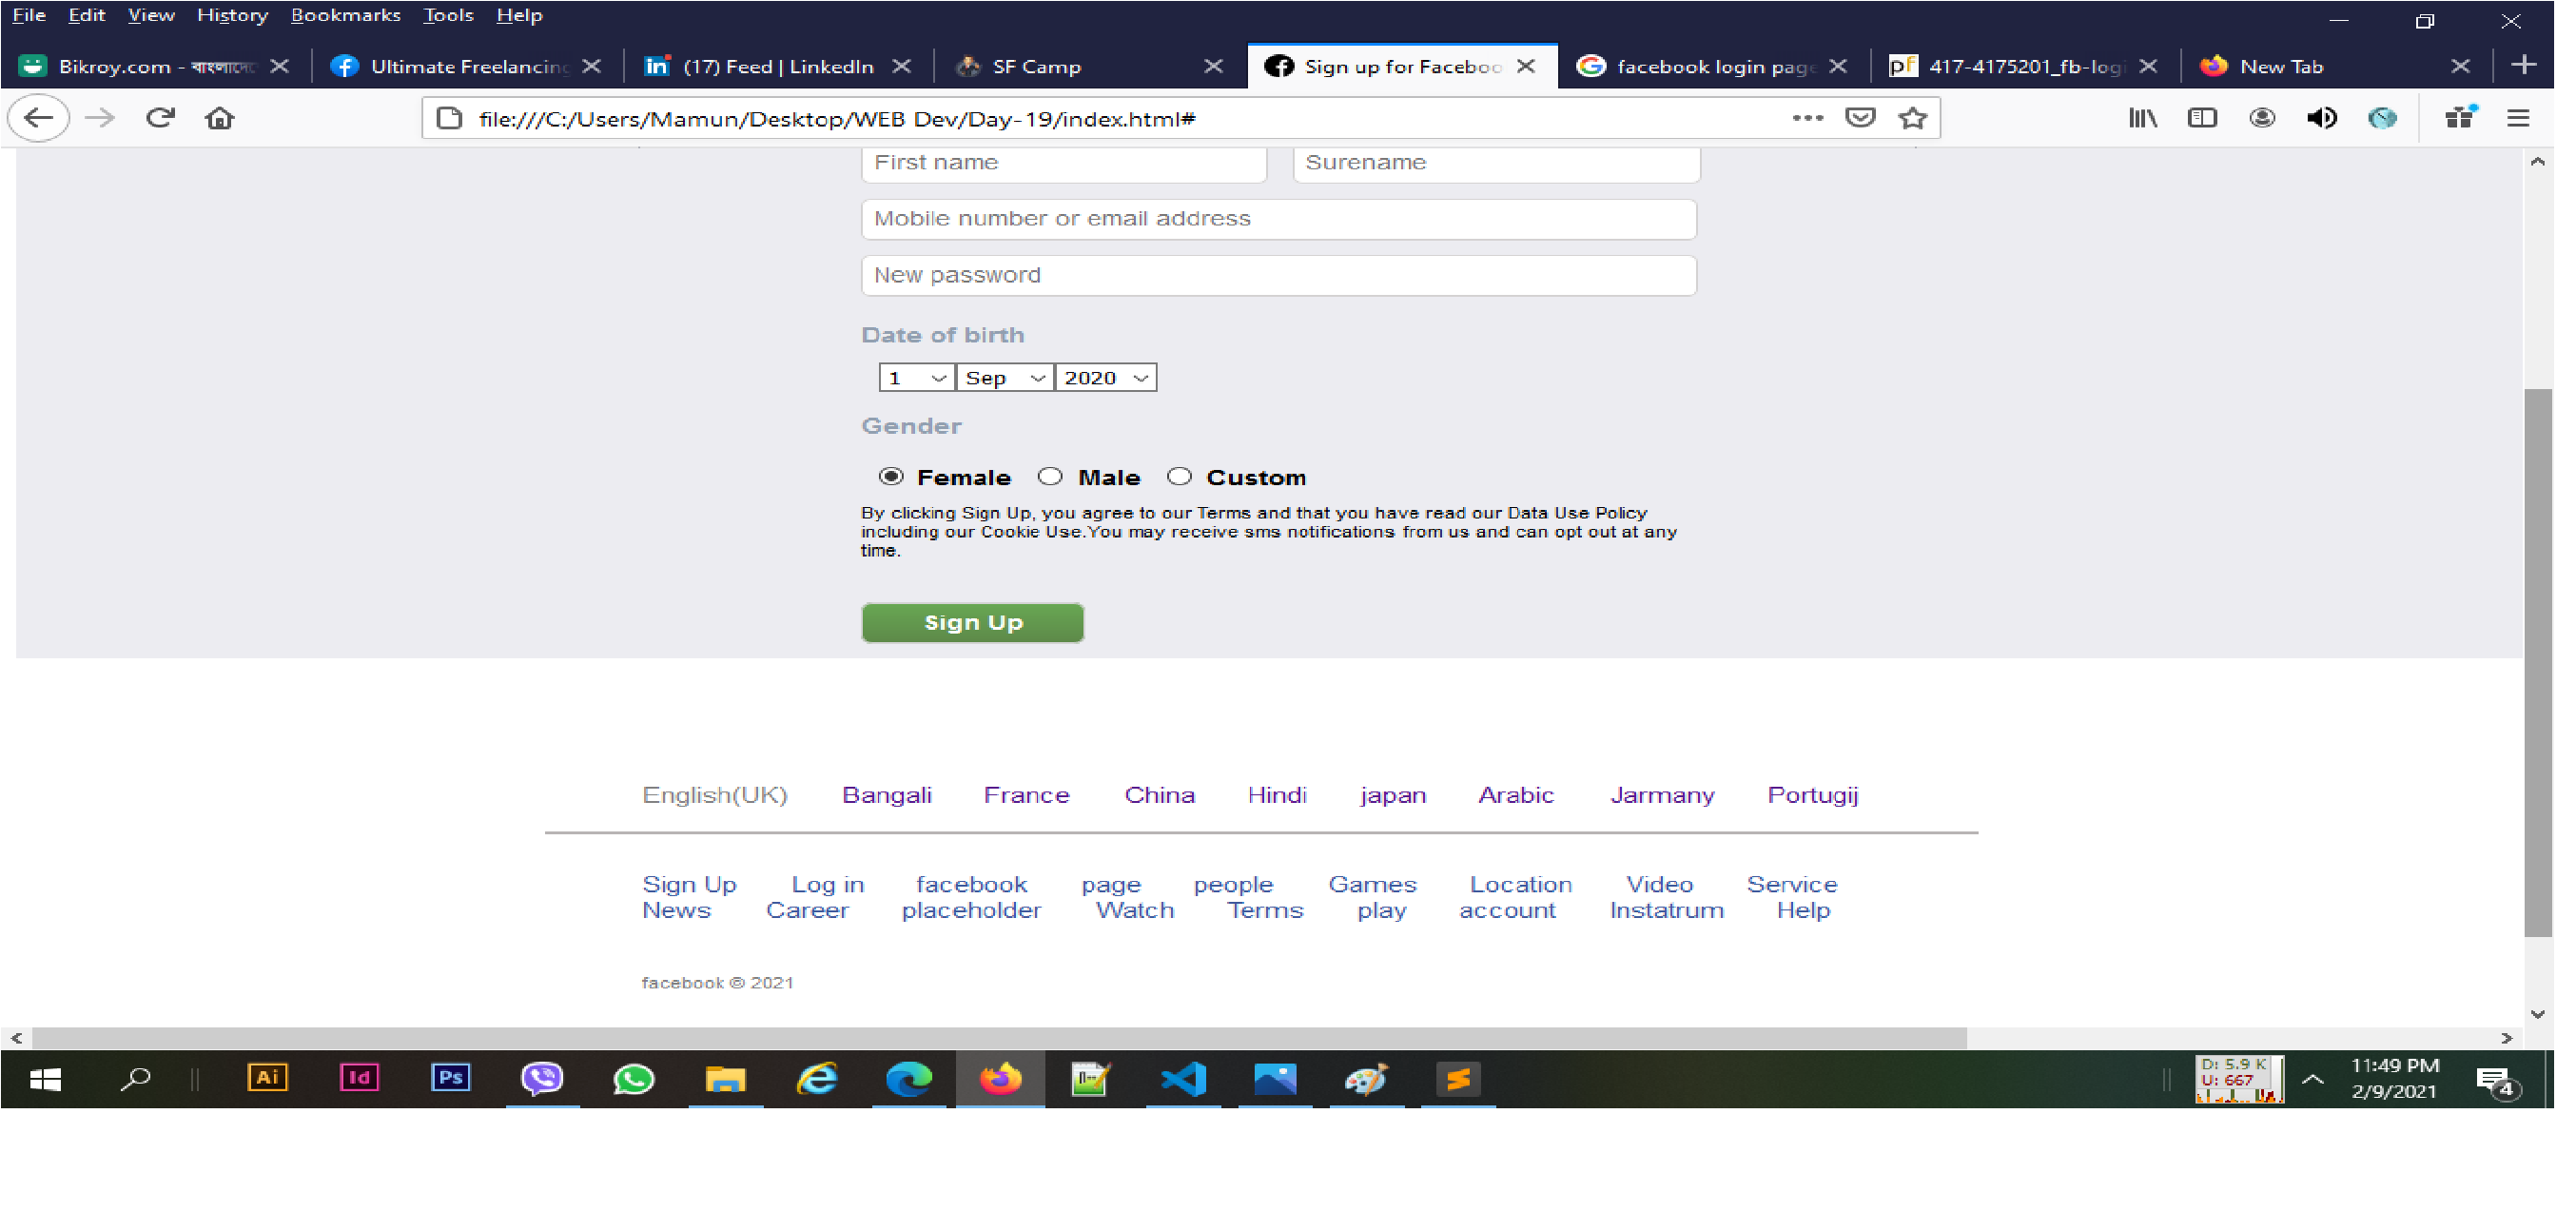 File Edit View History Bookmarks Tools Help
Bikroy.com - Ultimate Freelancing (17) Feed | LinkedIn SF Camp Sign up for Faceboo facebook login page 417-4175201_fb-logi New Tab
file:///C:/Users/Mamun/Desktop/WEB Dev/Day-19/index.html#
First name Surename
Mobile number or email address
New password
Date of birth
1 Sep 2020
Gender
Female Male Custom
By clicking Sign Up, you agree to our Terms and that you have read our Data Use Policy
including our Cookie Use.You may receive sms notifications from us and can opt out at any
time.
Sign Up
English(UK) Bangali France China Hindi japan Arabic Jarmany Portugij
Sign Up Log in facebook page people Games Location Video Service
News Career placeholder Watch Terms play account Instatrum Help
facebook © 2021
Ai Id Ps
D: 5.9 K
U: 667
11:49 PM
2/9/2021
4